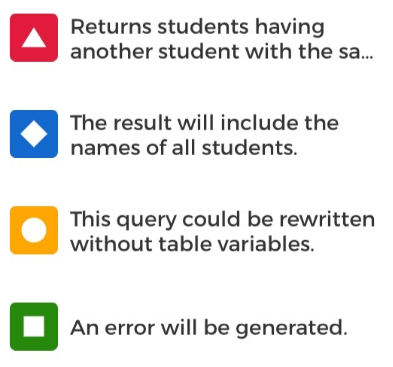 Returns students having
another student with the sa...
The result will include the
names of all students.
This query could be rewritten
without table variables.
An error will be generated.